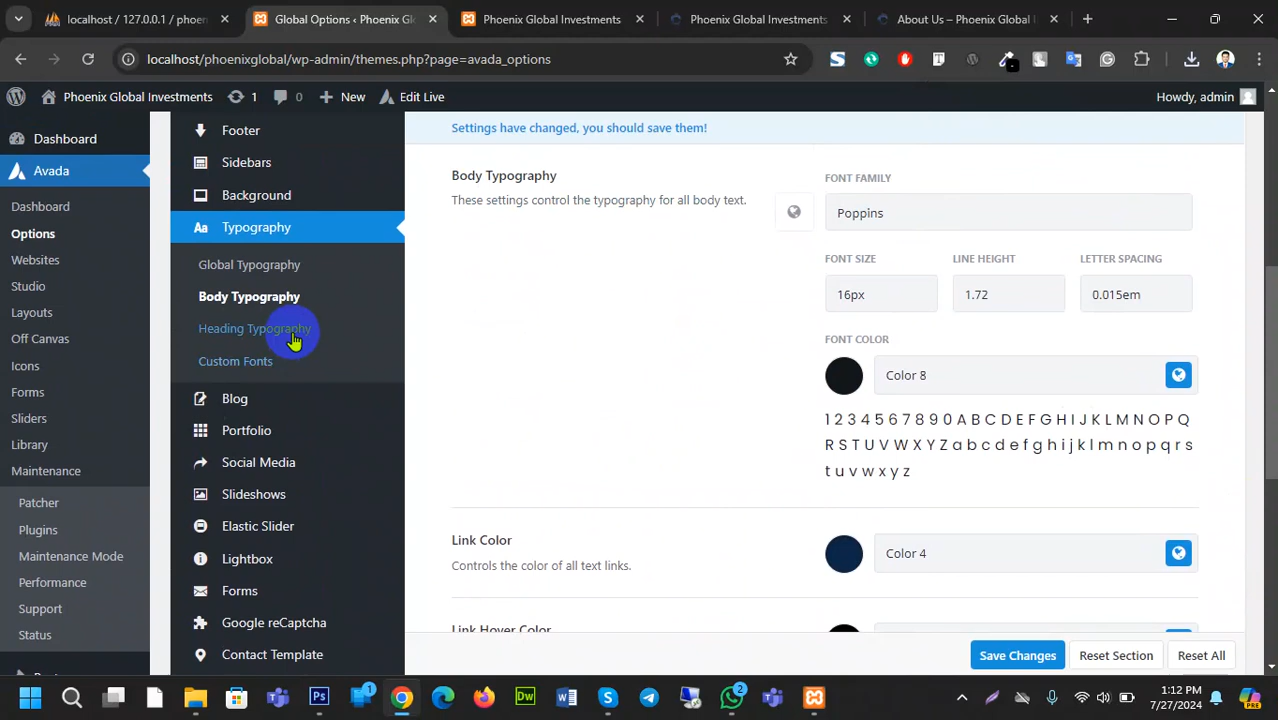 localhost / 127.0.0.1 / phoen
Global Options ‹ Phoenix Gl
Phoenix Global Investments
Phoenix Global Investments
About Us – Phoenix Global
localhost/phoenixglobal/wp-admin/themes.php?page=avada_options
Phoenix Global Investments
1
0
New
Edit Live
Howdy, admin
Dashboard
Avada
Dashboard
Options
Websites
Studio
Layouts
Off Canvas
Icons
Forms
Sliders
Library
Maintenance
Patcher
Plugins
Maintenance Mode
Performance
Support
Status
Footer
Sidebars
Background
Aa Typography
Global Typography
Body Typography
Heading Typography
Custom Fonts
Blog
Portfolio
Social Media
Slideshows
Elastic Slider
Lightbox
Forms
Google reCaptcha
Contact Template
Settings have changed, you should save them!
Body Typography
These settings control the typography for all body text.
FONT FAMILY
Poppins
FONT SIZE
LINE HEIGHT
LETTER SPACING
16px
1.72
0.015em
FONT COLOR
Color 8
1 2 3 4 5 6 7 8 9 0 A B C D E F G H I J K L M N O P Q
R S T U V W X Y Z a b c d e f g h i j k l m n o p q r s
t u v w x y z
Link Color
Controls the color of all text links.
Color 4
Link Hover Color
Save Changes
Reset Section
Reset All
1:12 PM
7/27/2024